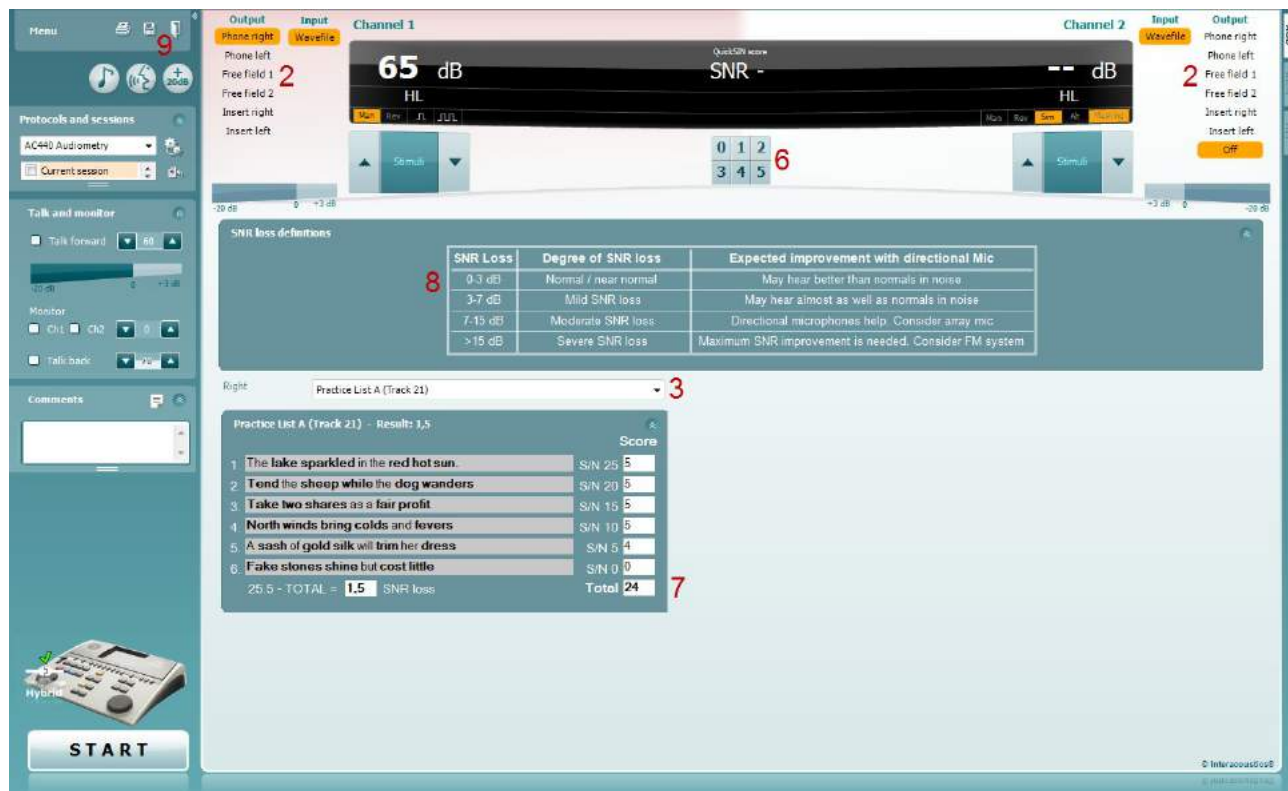 Menu
9
+ 20dB
Protocols and sessions
AC440 Audiometry
Current session
Talk and monitor
Talk forward 60
-20 dB 0 +3 dB
Monitor
Ch1 Ch2 0
Talk back 70
Comments
Hybrid
START
Output Input Channel 1
Phone right Wavefile
Phone left
Free field 1 2
Free field 2
Insert right
Insert left
65 dB
HL
Man Rev
QuickSIN score
SNR -
-- dB
HL
Man Rev Sim Alt
Channel 2 Input Output
Wavefile Phone right
Phone left
2 Free field 1
Free field 2
Insert right
Insert left
Off
Stimuli
0 1 2
3 4 5
6
Stimuli
-20 dB 0 +3 dB
+3 dB 0 -20 dB
SNR loss definitions
SNR Loss Degree of SNR loss Expected improvement with directional Mic
8
0-3 dB Normal / near normal May hear better than normals in noise
3-7 dB Mild SNR loss May hear almost as well as normals in noise
7-15 dB Moderate SNR loss Directional microphones help. Consider array mic
>15 dB Severe SNR loss Maximum SNR improvement is needed. Consider FM system
Right Practice List A (Track 21) 3
Practice List A (Track 21) - Result: 1,5
Score
1 The lake sparkled in the red hot sun. S/N 25 5
2 Tend the sheep while the dog wanders S/N 20 5
3. Take two shares as a fair profit S/N 15 5
4 North winds bring colds and fevers S/N 10 5
5. A sash of gold silk will trim her dress S/N 5 4
6. Fake stones shine but cost little S/N 0 0
25.5 - TOTAL = 1,5 SNR loss Total 24 7